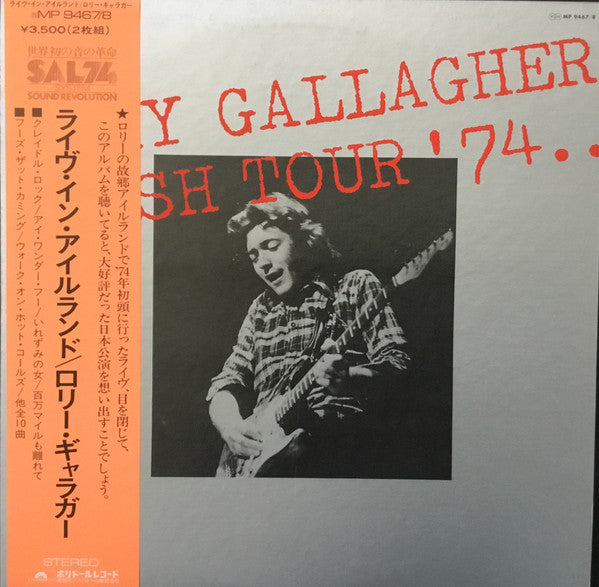 ライヴ・イン・アイルランド/ロリー・ギャラガー
MP 9467/8
¥3,500(2枚組)
世界初の音の革命
SAL74
SOUND REVOLUTION
★ロリーの故郷アイルランドで'74年初頭に行ったライヴ、目を閉じて、
このアルバムを聴いてると、大好評だった日本公演を想い出すことでしょう。
ライヴ・イン・アイルランド/ロリー・ギャラガー
■クレイドル・ロック/アイ・ワンダー・フー/いれずみの女/百万マイルも離れて
■フーズ・ザット・カミング/ウォーク・オン・ホット・コールズ/他全10曲
STEREO
ポリドールレコード
MP 9467/8
Y GALLAGHER
SH TOUR '74..